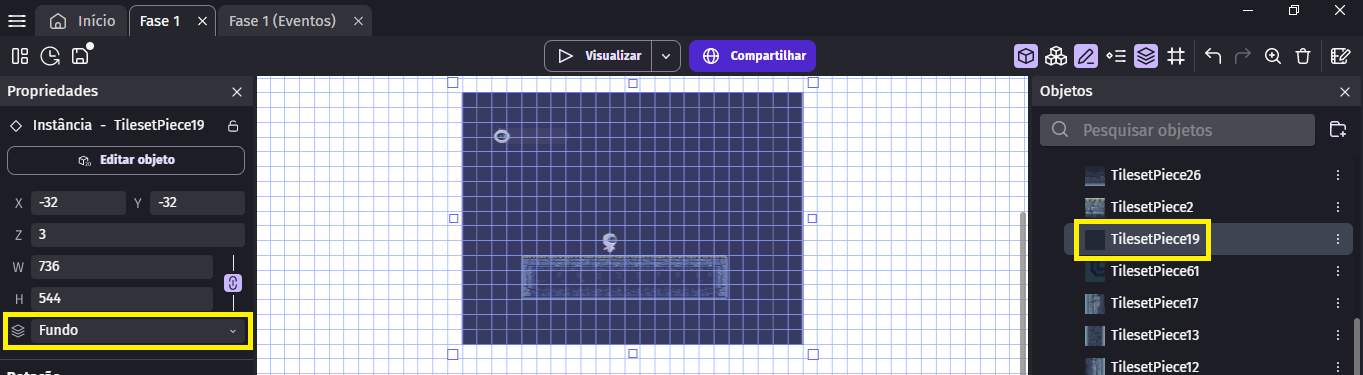 Início
Fase 1
Fase 1 (Eventos)
Visualizar
Compartilhar
Propriedades
Instância - TilesetPiece19
Editar objeto
X -32 Y -32
Z 3
W 736
H 544
Fundo
Objetos
Pesquisar objetos
TilesetPiece26
TilesetPiece2
TilesetPiece19
TilesetPiece61
TilesetPiece17
TilesetPiece13
TilesetPiece12